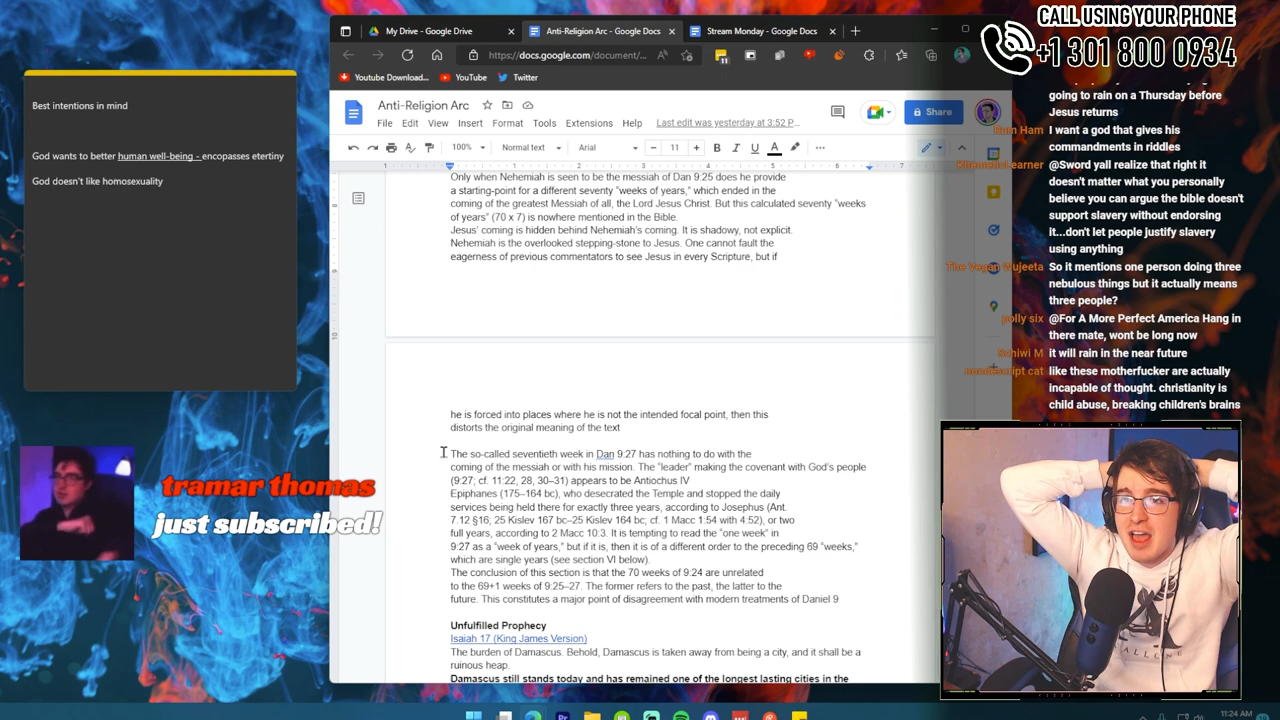 Best intentions in mind
God wants to better human well-being - encopasses etertiny
God doesn't like homosexuality
tramar thomas
just subscribed!
My Drive - Google Drive
Anti-Religion Arc - Google Docs
Stream Monday - Google Docs
https://docs.google.com/document/...
Youtube Download...
YouTube
Twitter
Anti-Religion Arc
File Edit View Insert Format Tools Extensions Help Last edit was yesterday at 3:52 P...
Share
100% Normal text Arial 11
Only when Nehemiah is seen to be the messiah of Dan 9:25 does he provide
a starting-point for a different seventy “weeks of years,” which ended in the
coming of the greatest Messiah of all, the Lord Jesus Christ. But this calculated seventy “weeks
of years” (70 x 7) is nowhere mentioned in the Bible.
Jesus’ coming is hidden behind Nehemiah’s coming. It is shadowy, not explicit.
Nehemiah is the overlooked stepping-stone to Jesus. One cannot fault the
eagerness of previous commentators to see Jesus in every Scripture, but if
he is forced into places where he is not the intended focal point, then this
distorts the original meaning of the text
The so-called seventieth week in Dan 9:27 has nothing to do with the
coming of the messiah or with his mission. The “leader” making the covenant with God’s people
(9:27; cf. 11:22, 28, 30–31) appears to be Antiochus IV
Epiphanes (175–164 bc), who desecrated the Temple and stopped the daily
services being held there for exactly three years, according to Josephus (Ant.
7.12 §16; 25 Kislev 167 bc–25 Kislev 164 bc; cf. 1 Macc 1:54 with 4:52), or two
full years, according to 2 Macc 10:3. It is tempting to read the “one week” in
9:27 as a “week of years,” but if it is, then it is of a different order to the preceding 69 “weeks,”
which are single years (see section VI below).
The conclusion of this section is that the 70 weeks of 9:24 are unrelated
to the 69+1 weeks of 9:25–27. The former refers to the past, the latter to the
future. This constitutes a major point of disagreement with modern treatments of Daniel 9
Unfulfilled Prophecy
Isaiah 17 (King James Version)
The burden of Damascus. Behold, Damascus is taken away from being a city, and it shall be a
ruinous heap.
Damascus still stands today and has remained one of the longest lasting cities in the
CALL USING YOUR PHONE
+1 301 800 0934
going to rain on a Thursday before
Jesus returns
I want a god that gives his
commandments in riddles
@Sword yall realize that right it
doesn't matter what you personally
believe you can argue the bible doesn't
support slavery without endorsing
it...don't let people justify slavery
using anything
The Vegan Wujeeta So it mentions one person doing three
nebulous things but it actually means
three people?
polly six @For A More Perfect America Hang in
there mate, wont be long now
Schiwi M it will rain in the near future
nondescript cat like these motherfucker are actually
incapable of thought. christianity is
child abuse, breaking children's brains
11:24 AM